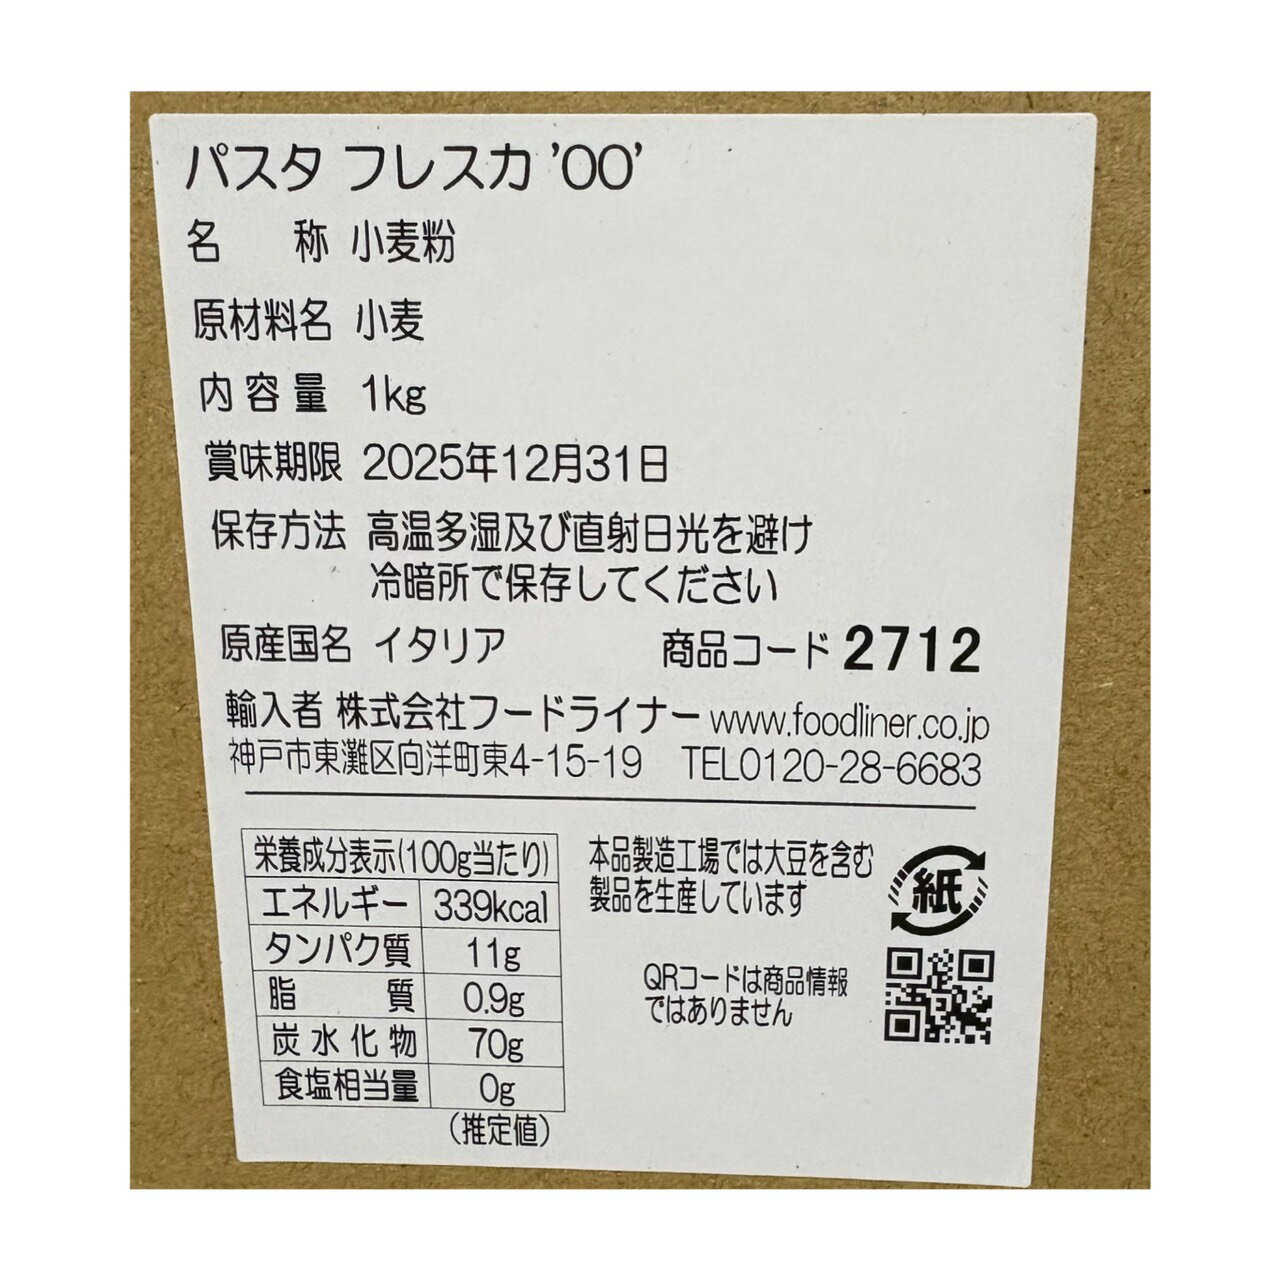 パスタ フレスカ '00'
名 称 小麦粉
原材料名 小麦
内容量 1kg
賞味期限 2025年12月31日
保存方法 高温多湿及び直射日光を避け
冷暗所で保存してください
原産国名 イタリア 商品コード 2712
輸入者 株式会社フードライナー www.foodliner.co.jp
神戸市東灘区向洋町東4-15-19 TEL0120-28-6683
栄養成分表示(100g当たり)
エネルギー 339kcal
タンパク質 11g
脂質 0.9g
炭水化物 70g
食塩相当量 0g
(推定値)
本品製造工場では大豆を含む
製品を生産しています
紙
QRコードは商品情報
ではありません